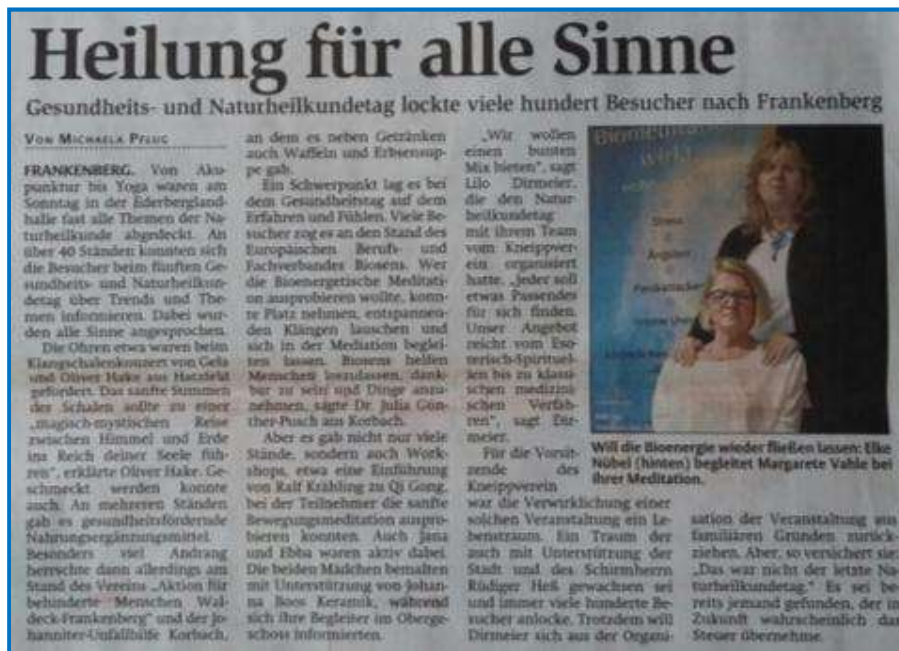 Heilung für alle Sinne
Gesundheits- und Naturheilkundetag lockte viele hundert Besucher nach Frankenberg
VON MICHAELA PFLUG
FRANKENBERG. Von Aku-
punktur bis Yoga waren am
Sonntag in der Ederbergland-
halle fast alle Themen der Na-
turheilkunde abgedeckt. An
über 40 Ständen konnten sich
die Besucher beim fünften Ge-
sundheits- und Naturheilkun-
detag über Trends und The-
men informieren. Dabei wur-
den alle Sinne angesprochen.
Die Ohren etwa waren beim
Klangschalenkonzert von Gela
und Oliver Hake aus Hatzfeld
gefordert. Das sanfte Summen
der Schalen sollte zu einer
„magisch-mystischen Reise
zwischen Himmel und Erde
ins Reich deiner Seele füh-
ren", erklärte Oliver Hake. Ge-
schmeckt werden konnte
auch. An mehreren Ständen
gab es gesundheitsfördernde
Nahrungsergänzungsmittel.
Besonders viel Andrang
herrschte dann allerdings am
Stand des Vereins „Aktion für
behinderte Menschen Wal-
deck-Frankenberg" und der Jo-
hanniter-Unfallhilfe Korbach,
an dem es neben Getränken
auch Waffeln und Erbsensup-
pe gab.
Ein Schwerpunkt lag es bei
dem Gesundheitstag auf dem
Erfahren und Fühlen. Viele Be-
sucher zog es an den Stand des
Europäischen Berufs- und
Fachverbandes Biosens. Wer
die Bioenergetische Meditati-
on ausprobieren wollte, konn-
te Platz nehmen, entspannen-
den Klängen lauschen und
sich in der Mediation beglei-
ten lassen. Biosens helfen
Menschen loszulassen, dank-
bar zu sein und Dinge anzu-
nehmen, sagte Dr. Julia Gün-
ther-Pusch aus Korbach.
Aber es gab nicht nur viele
Stände, sondern auch Work-
shops, etwa eine Einführung
von Ralf Krähling zu Qi Gong,
bei der Teilnehmer die sanfte
Bewegungsmeditation auspro-
bieren konnten. Auch Jana
und Ebba waren aktiv dabei.
Die beiden Mädchen bemalten
mit Unterstützung von Johan-
na Boos Keramik, während
sich ihre Begleiter im Oberge-
schoss informierten.
„Wir wollen
einen bunten
Mix bieten", sagt
Lilo Dirmeier,
die den Natur-
heilkundetag
mit ihrem Team
vom Kneippver-
ein organisiert
hatte. „Jeder soll
etwas Passendes
für sich finden.
Unser Angebot
reicht vom Eso-
terisch-Spirituel-
len bis zu klassi-
schen medizini-
schen Verfah-
ren", sagt Dir-
meier.
Für die Vorsit-
zende des
Kneippverein
war die Verwirklichung einer
solchen Veranstaltung ein Le-
benstraum. Ein Traum der
auch mit Unterstützung der
Stadt und des Schirmherrn
Rüdiger Heß gewachsen sei
und immer viele hunderte Be-
sucher anlocke. Trotzdem will
Dirmeier sich aus der Organi-
wirkt
Stress
Ängsten
Panikattacken
Will die Bioenergie wieder fließen lassen: Elke
Nübel (hinten) begleitet Margarete Vahle bei
ihrer Meditation.
sation der Veranstaltung aus
familiären Gründen zurück-
ziehen. Aber, so versichert sie:
„Das war nicht der letzte Na-
turheilkundetag." Es sei be-
reits jemand gefunden, der in
Zukunft wahrscheinlich das
Steuer übernehme.